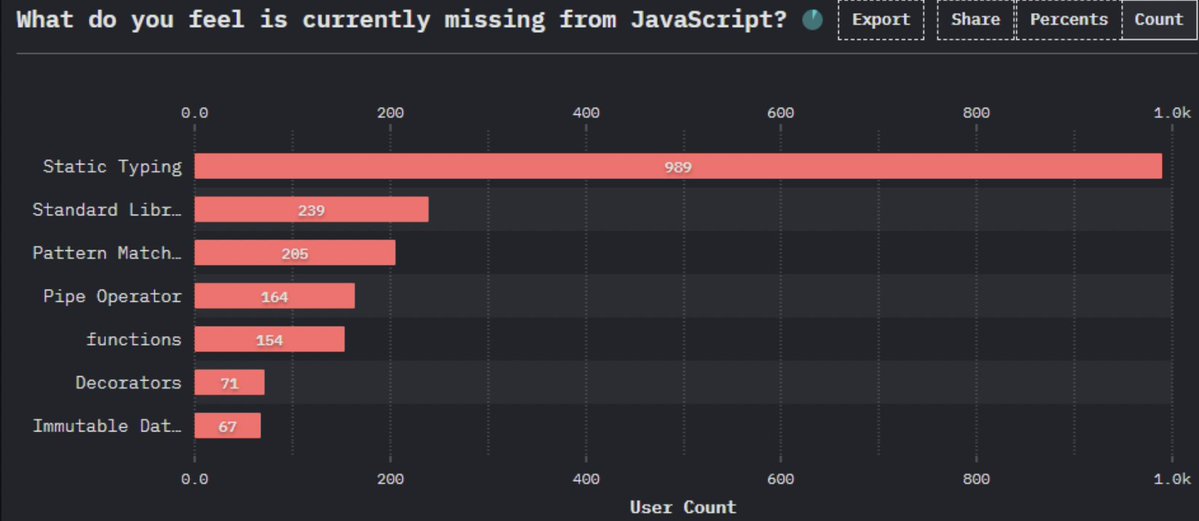 What do you feel is currently missing from JavaScript? Export Share Percents Count
0.0 200 400 600 800 1.0k
Static Typing 989
Standard Libr… 239
Pattern Match… 205
Pipe Operator 164
functions 154
Decorators 71
Immutable Dat… 67
0.0 200 400 600 800 1.0k
User Count